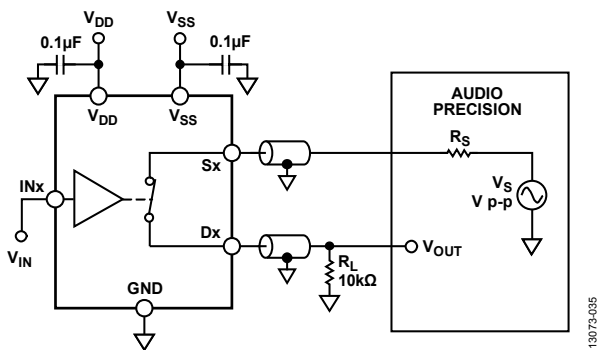 VDD
VSS
0.1µF
0.1µF
VDD
VSS
AUDIO
PRECISION
RS
Sx
VS
V p-p
INx
VIN
Dx
VOUT
RL
10kΩ
GND
13073-035